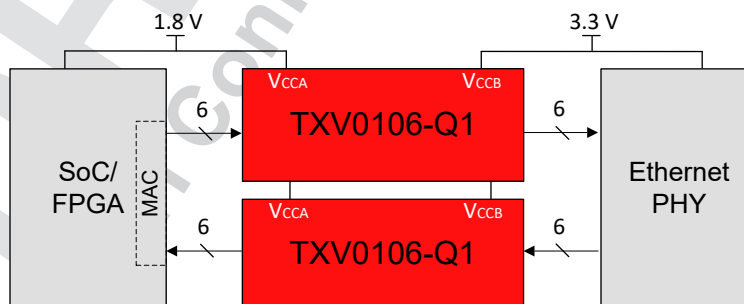 1.8 V
3.3 V
VCCA
VCCB
6
TXV0106-Q1
6
SoC/
FPGA
MAC
Ethernet
PHY
VCCA
VCCB
6
TXV0106-Q1
6